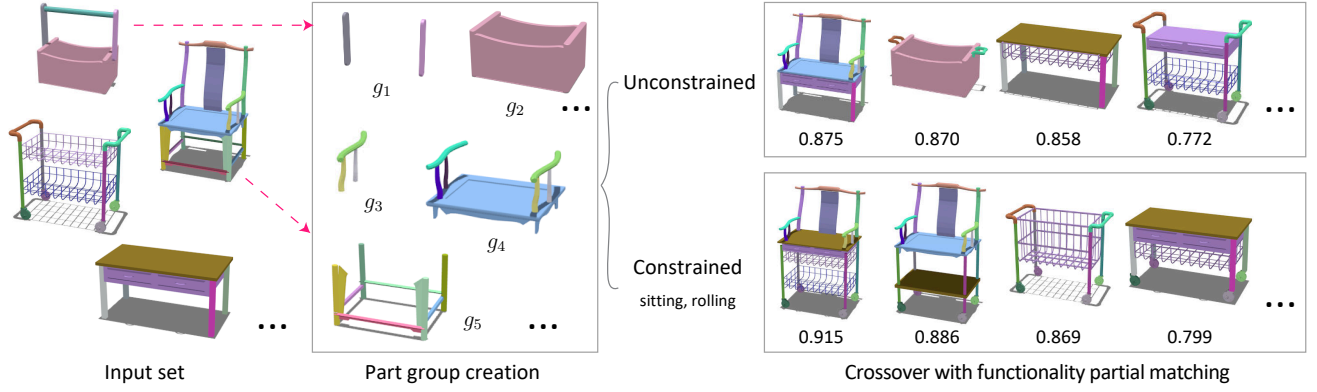 g1
g2
...
g3
g4
g5
...
...
Unconstrained
Constrained
sitting, rolling
0.875 0.870 0.858 0.772
...
0.915 0.886 0.869 0.799
...
Input set
Part group creation
Crossover with functionality partial matching